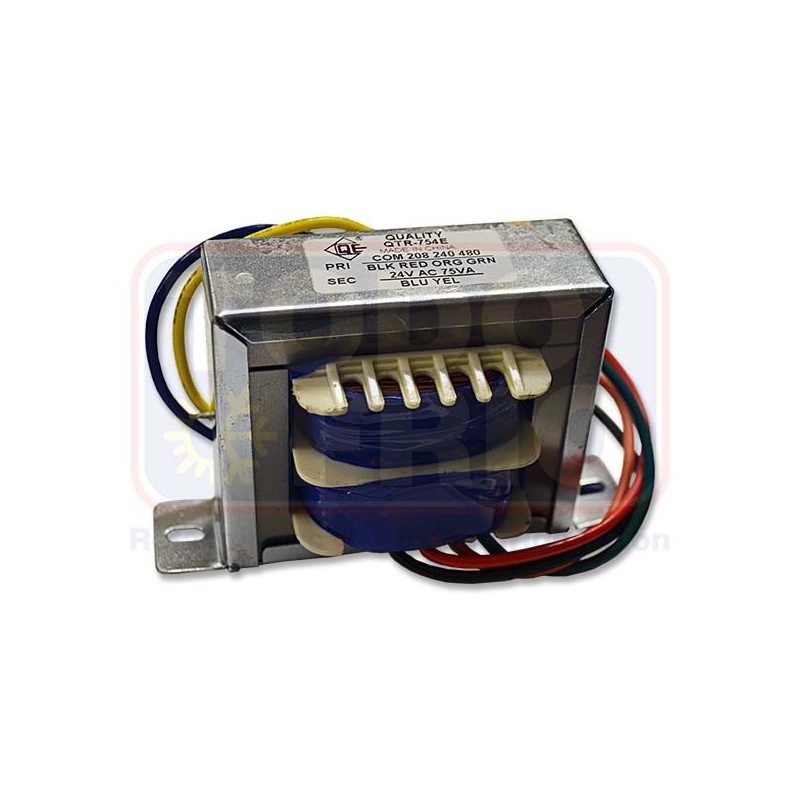 QUALITY
QTR-754E
MADE IN CHINA
QE
COM 208 240 480
PRI BLK RED ORG GRN
24V AC 75VA
SEC BLU YEL